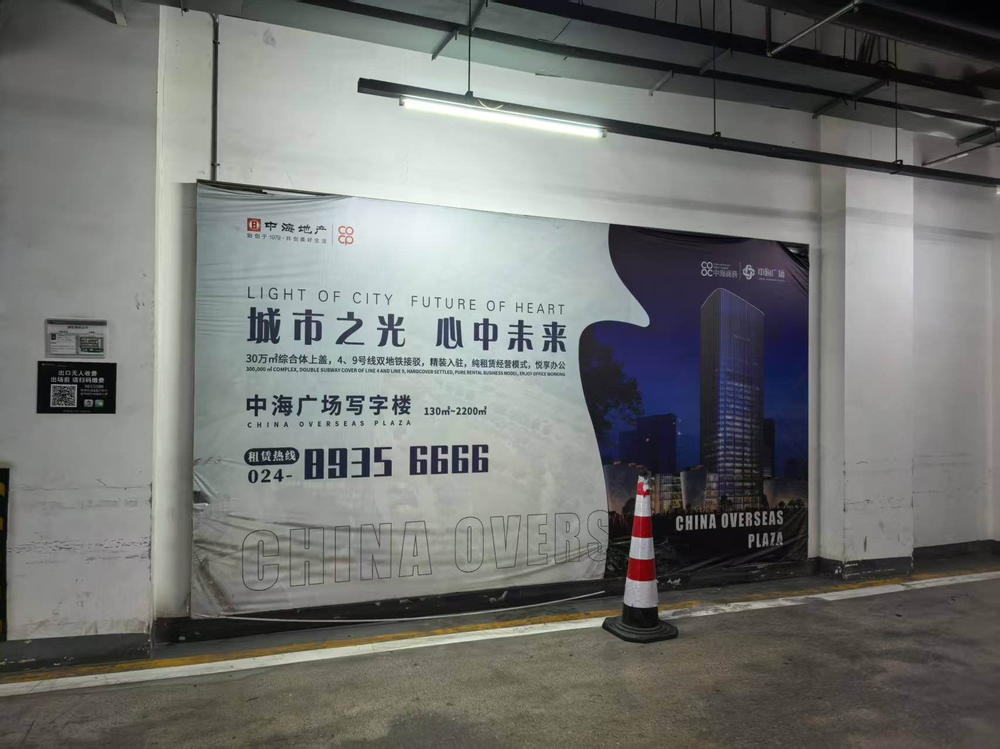 中海地产
始创于1979·共创美好生活
CO
CP
CO
OC
中海商务
中海广场
LIGHT OF CITY FUTURE OF HEART
城市之光 心中未来
30万㎡综合体上盖，4、9号线双地铁接驳，精装入驻，纯租赁经营模式，悦享办公
300,000 ㎡ COMPLEX, DOUBLE SUBWAY COVER OF LINE 4 AND LINE 9, HARDCOVER SETTLED, PURE RENTAL BUSINESS MODEL, ENJOY OFFICE WORKING
中海广场写字楼 130㎡~2200㎡
CHINA OVERSEAS PLAZA
租赁热线
024- 8935 6666
CHINA OVERS
CHINA OVERSEAS
PLAZA
出口无人收费
出场前 请扫码缴费